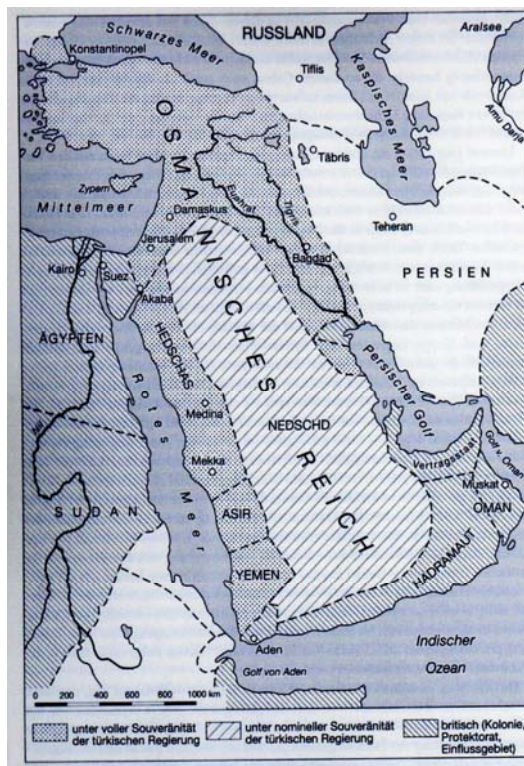 Schwarzes Meer
RUSSLAND
Aralsee
Konstantinopel
Tiflis
Kaspisches Meer
Amu Darja
OSMANISCHES REICH
Täbris
Zypern
Euphrat
Tigris
Mittelmeer
Damaskus
Teheran
Jerusalem
Bagdad
Kairo
Suez
PERSIEN
Akaba
ÄGYPTEN
HEDSCHAS
Persischer Golf
Rotes Meer
Medina
NEDSCHD
Nil
Golf v. Oman
Vertragsstaat
Mekka
Muskat
SUDAN
ASIR
OMAN
HADRAMAUT
YEMEN
Aden
Indischer
Ozean
Golf von Aden
0 200 400 600 800 1000 km
unter voller Souveränität
der türkischen Regierung
unter nomineller Souveränität
der türkischen Regierung
britisch (Kolonie,
Protektorat,
Einflussgebiet)